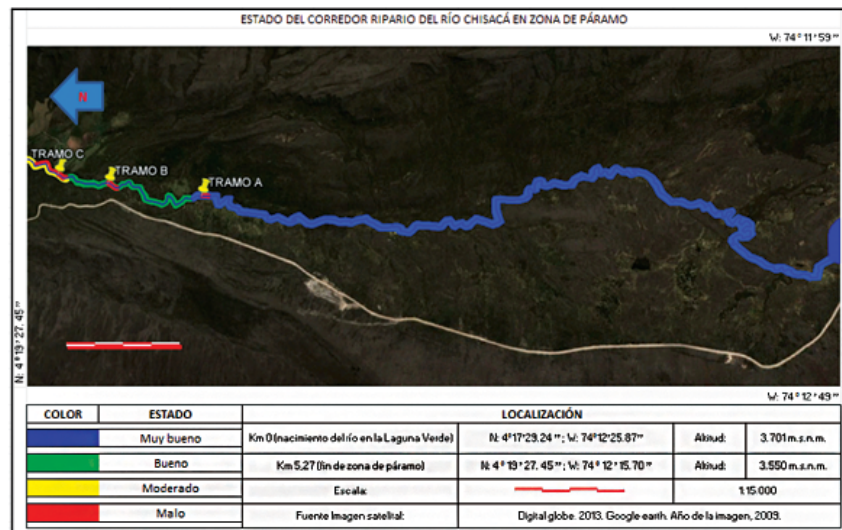 ESTADO DEL CORREDOR RIPARIO DEL RÍO CHISACÁ EN ZONA DE PÁRAMO
W: 74° 11' 59"
N
TRAMO C
TRAMO B
TRAMO A
N: 4° 19' 27. 45"
W: 74° 12' 49"
COLOR ESTADO LOCALIZACIÓN
Muy bueno Km 0 (nacimiento del río en la Laguna Verde) N: 4°17'29.24"; W: 74°12'25.87" Altitud: 3.701 m.s.n.m.
Bueno Km 5,27 (fin de zona de páramo) N: 4° 19' 27. 45"; W: 74° 12' 15.70" Altitud: 3.550 m.s.n.m.
Moderado Escala: 1:15 000
Malo Fuente Imagen satelital: Digital globe. 2013. Google earth. Año de la imagen, 2009.